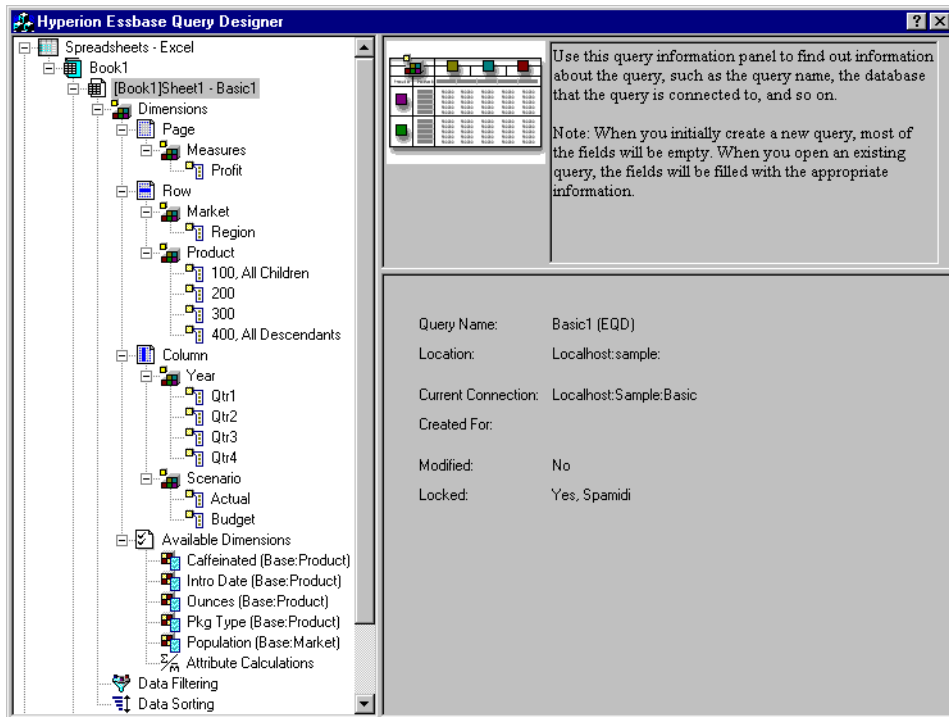 Hyperion Essbase Query Designer
Spreadsheets - Excel
Book1
[Book1]Sheet1 - Basic1
Dimensions
Page
Measures
Profit
Row
Market
Region
Product
100, All Children
200
300
400, All Descendants
Column
Year
Qtr1
Qtr2
Qtr3
Qtr4
Scenario
Actual
Budget
Available Dimensions
Caffeinated (Base:Product)
Intro Date (Base:Product)
Ounces (Base:Product)
Pkg Type (Base:Product)
Population (Base:Market)
Attribute Calculations
Data Filtering
Data Sorting
Use this query information panel to find out information
about the query, such as the query name, the database
that the query is connected to, and so on.
Note: When you initially create a new query, most of
the fields will be empty. When you open an existing
query, the fields will be filled with the appropriate
information.
Query Name: Basic1 (EQD)
Location: Localhost:sample:
Current Connection: Localhost:Sample:Basic
Created For:
Modified: No
Locked: Yes, Spamidi